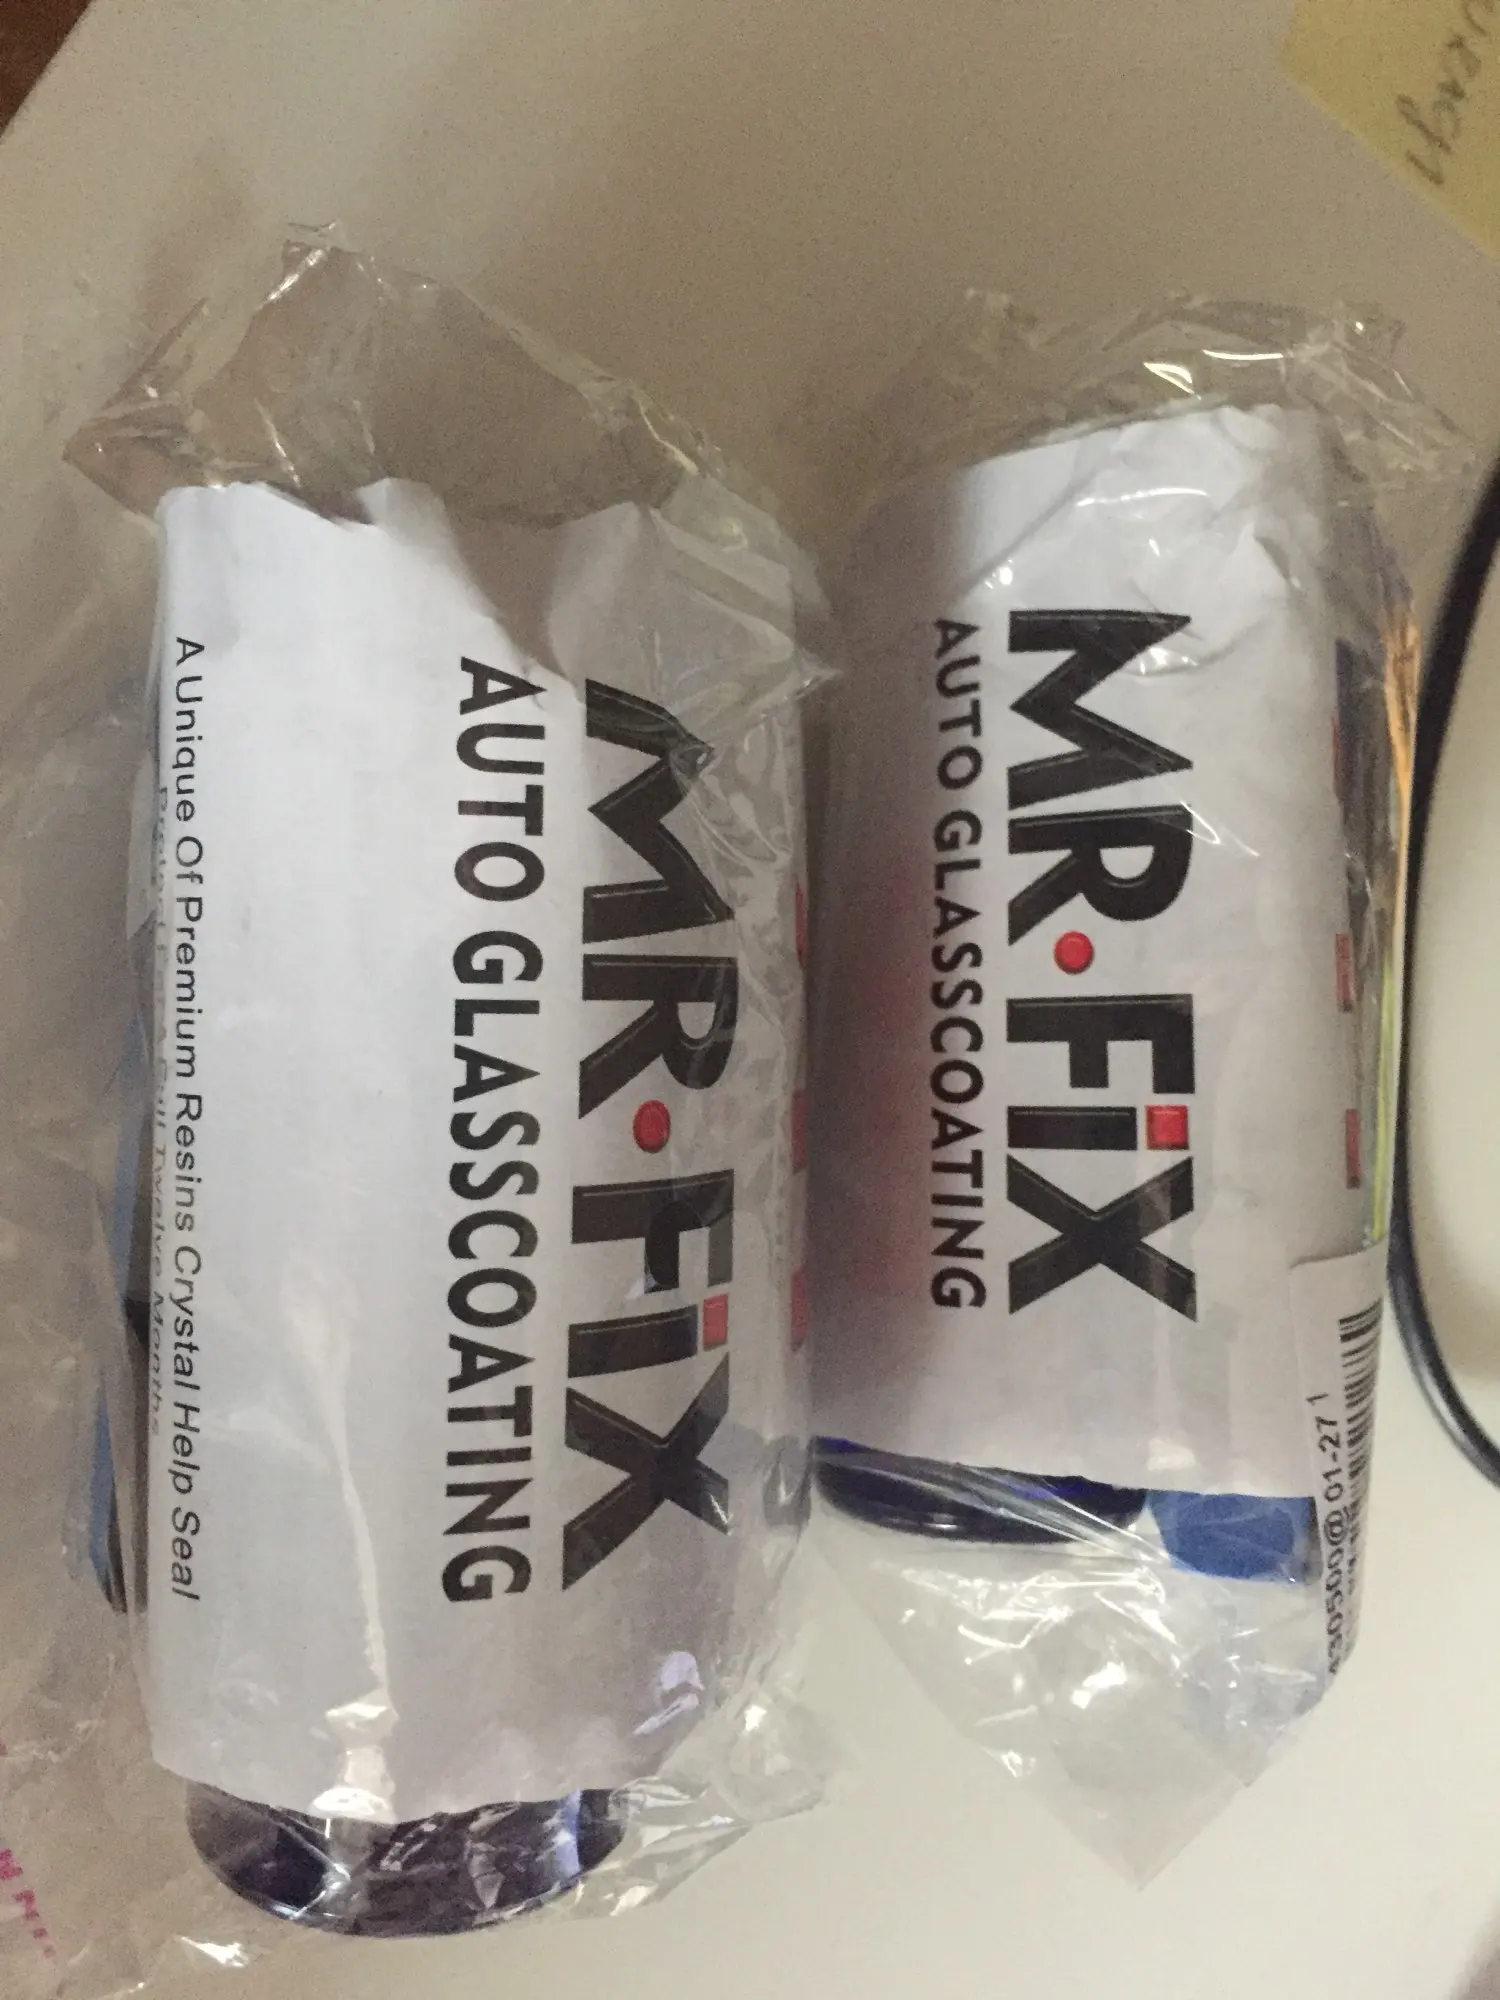 MR·FiX
AUTO GLASSCOATING
A Unique Of Premium Resins Crystal Help Seal
MR·FiX
AUTO GLASSCOATING